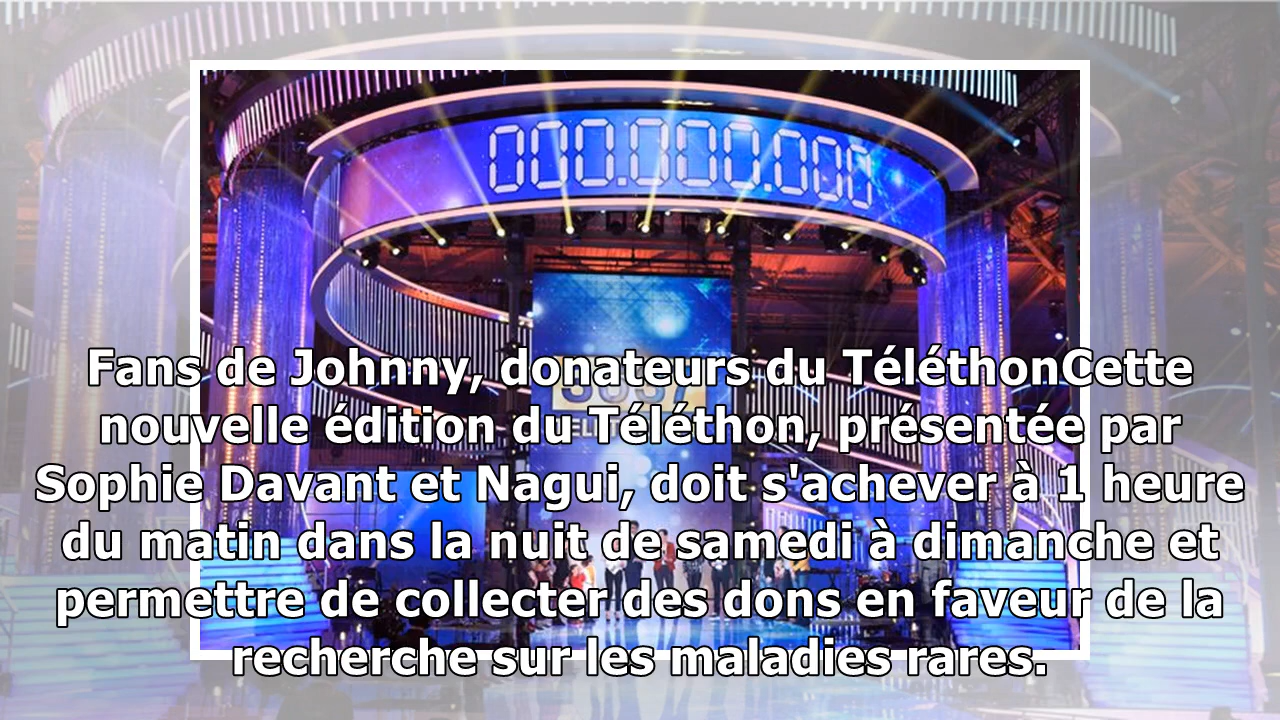 000.000.000
Fans de Johnny, donateurs du TéléthonCette
nouvelle édition du Téléthon, présentée par
Sophie Davant et Nagui, doit s'achever à 1 heure
du matin dans la nuit de samedi à dimanche et
permettre de collecter des dons en faveur de la
recherche sur les maladies rares.